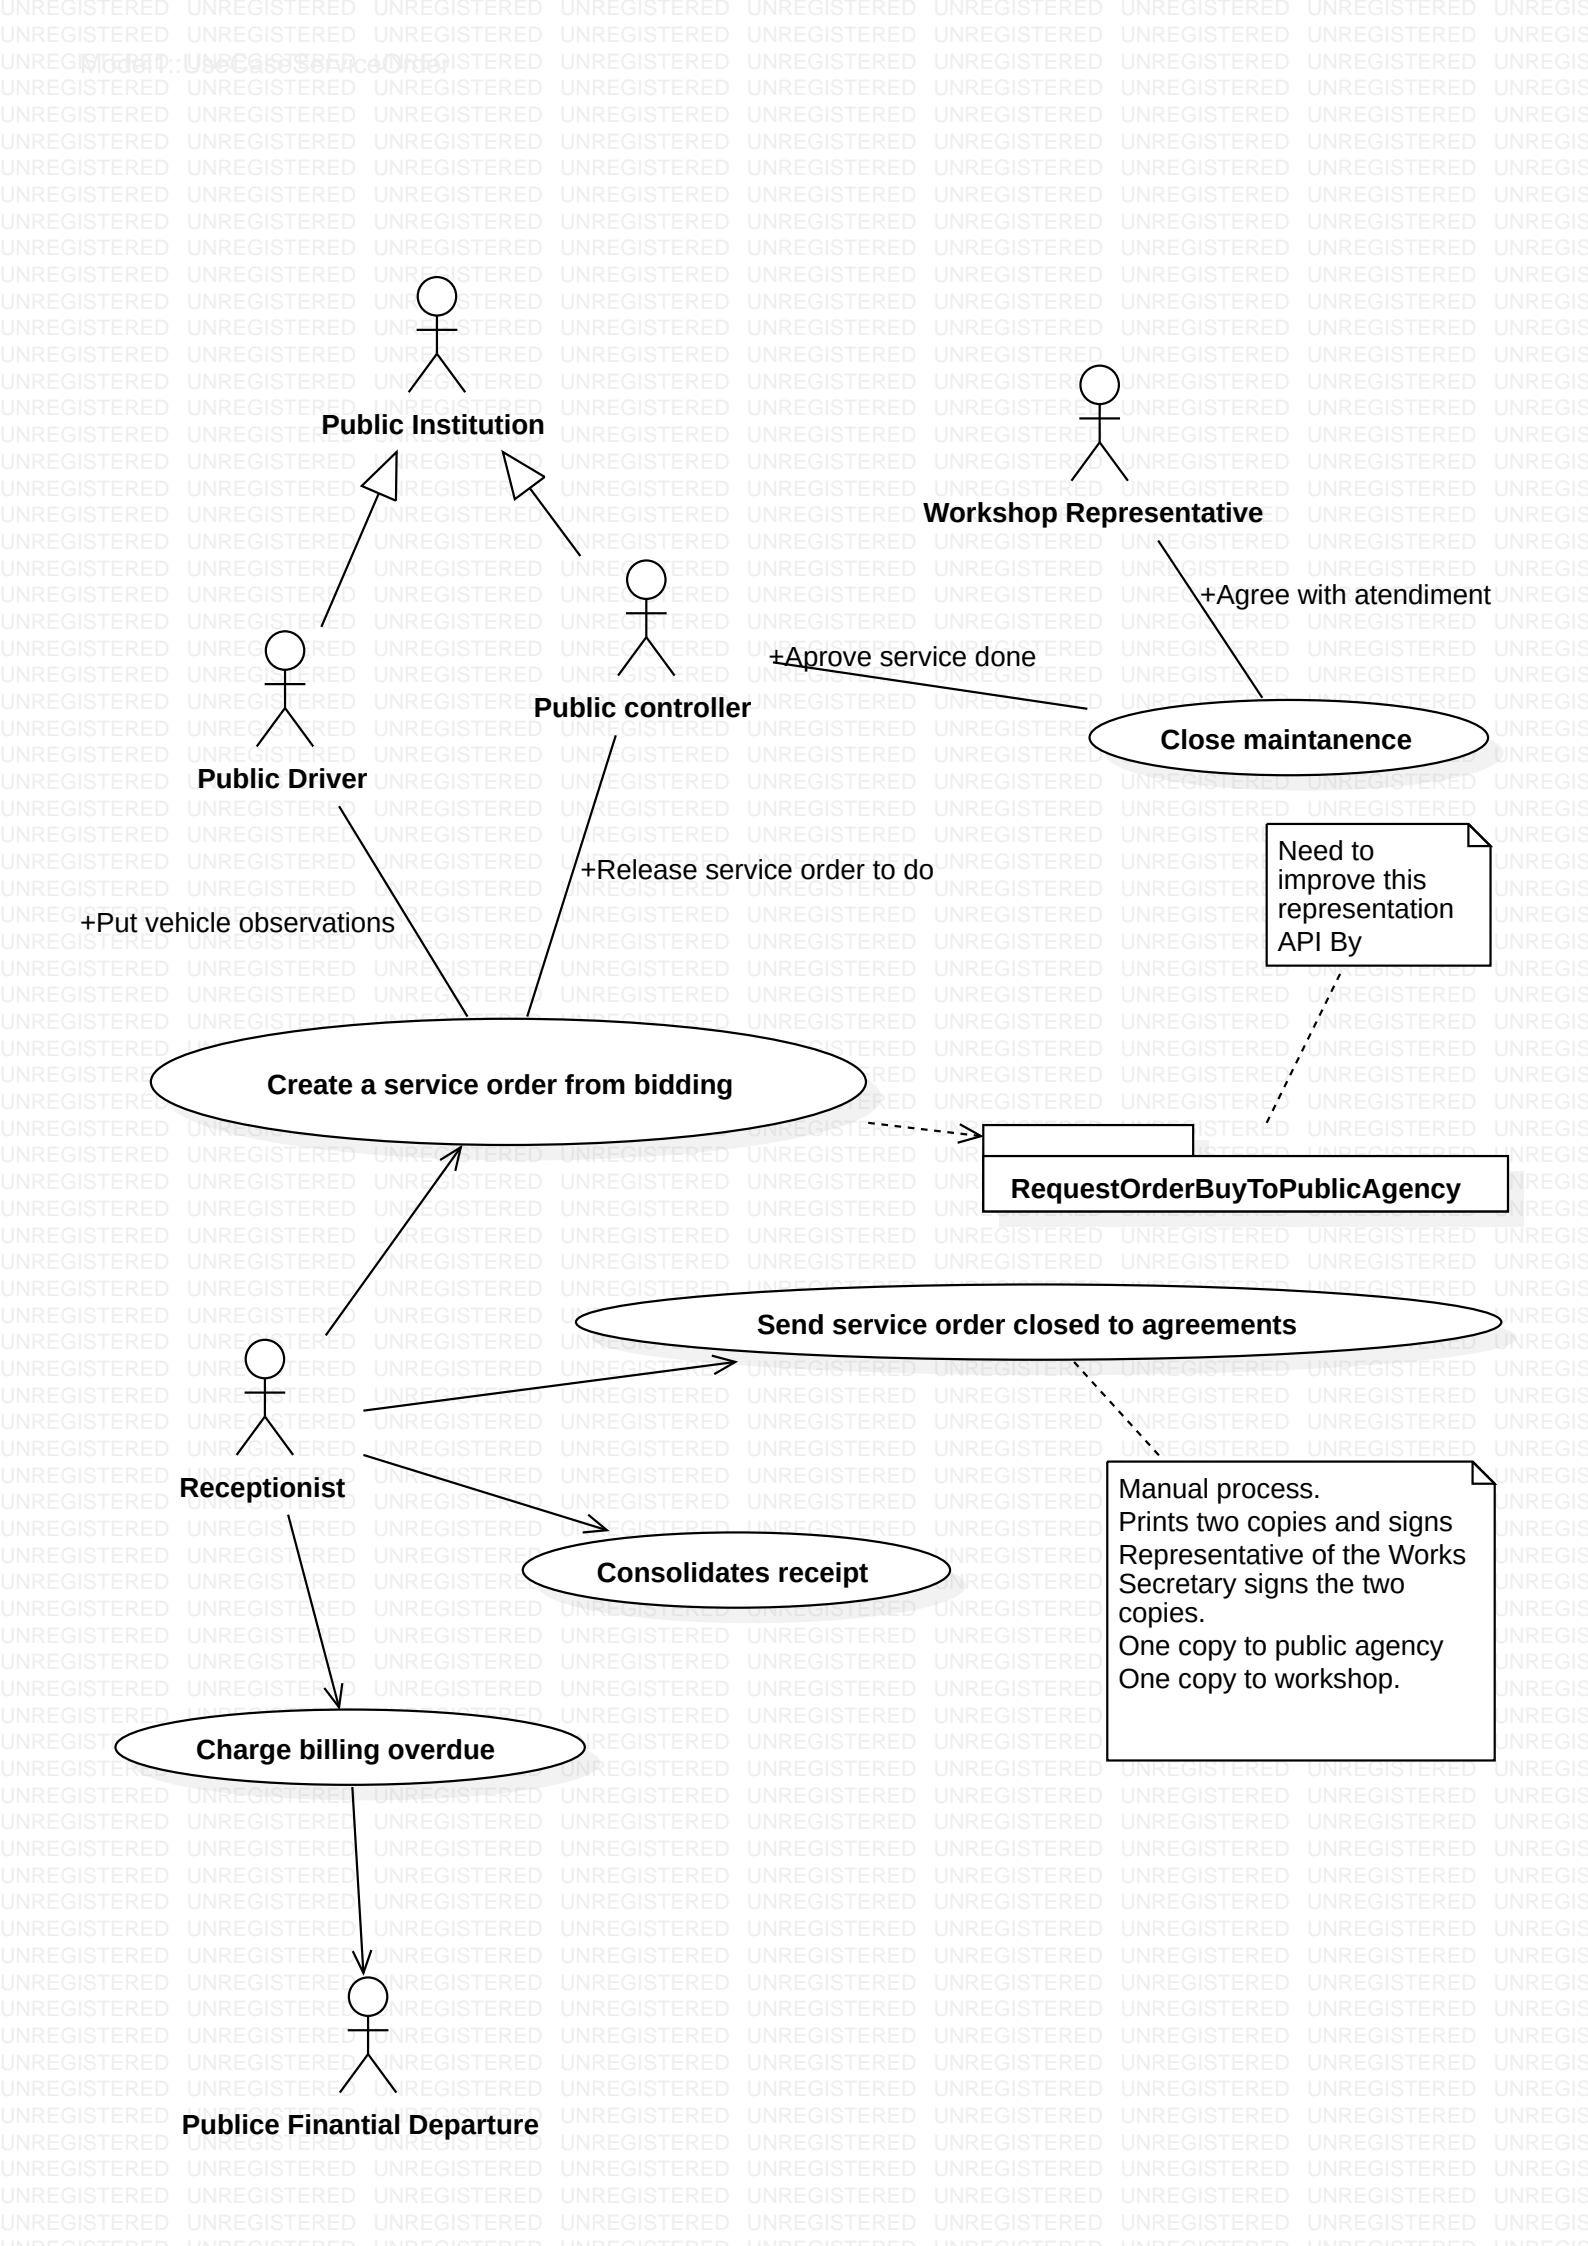 Model1::UseCaseServiceOrder
Public Institution
Workshop Representative
+Agree with atendiment
+Aprove service done
Public controller
Close maintanence
Public Driver
Need to
improve this
representation
API By
+Release service order to do
+Put vehicle observations
Create a service order from bidding
RequestOrderBuyToPublicAgency
Send service order closed to agreements
Receptionist
Manual process.
Prints two copies and signs
Representative of the Works
Secretary signs the two
copies.
One copy to public agency
One copy to workshop.
Consolidates receipt
Charge billing overdue
Publice Finantial Departure